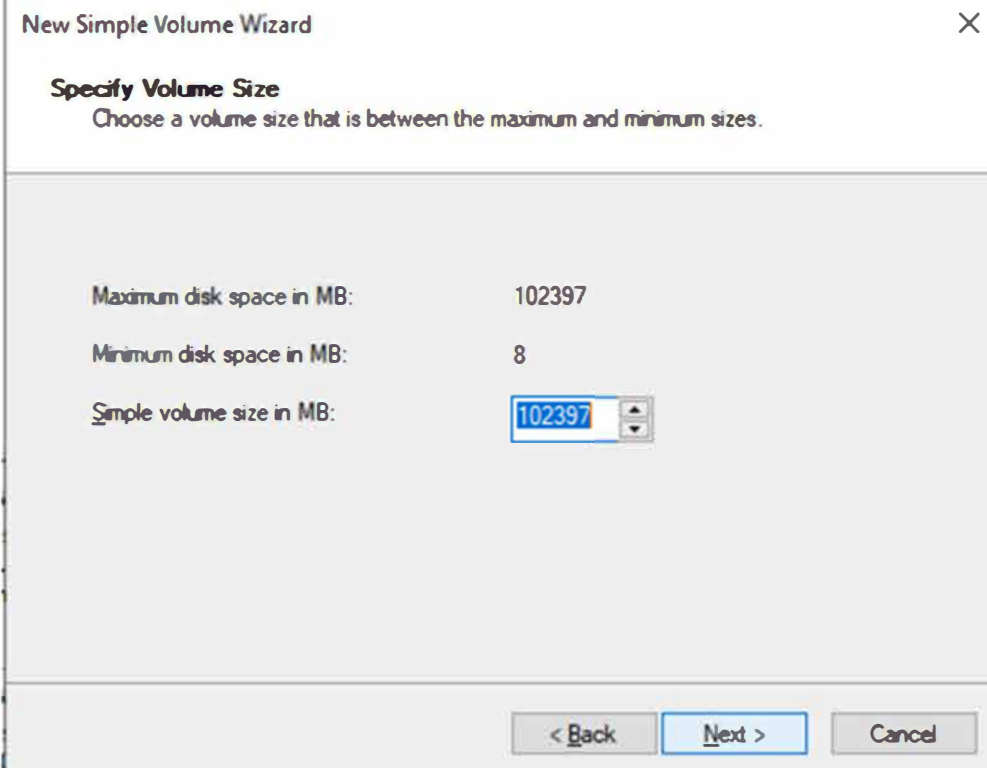 New Simple Volume Wizard
Specify Volume Size
Choose a volume size that is between the maximum and minimum sizes.
Maximum disk space in MB: 102397
Minimum disk space in MB: 8
Simple volume size in MB: 102397
< Back Next > Cancel